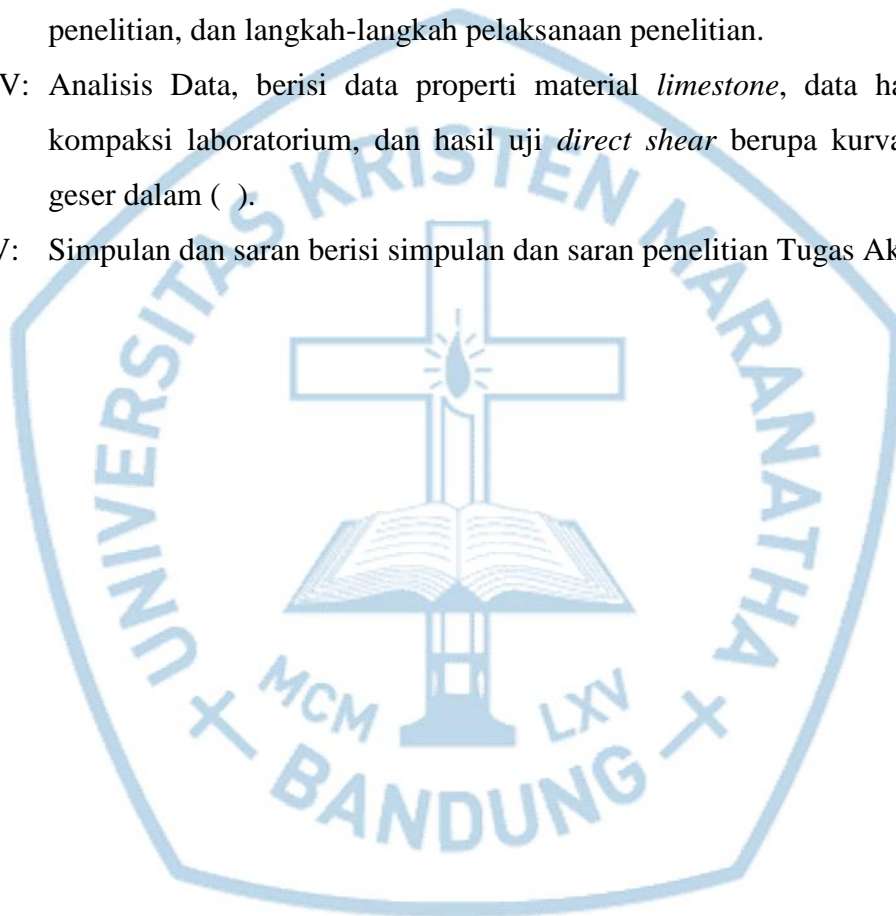 penelitian, dan langkah-langkah pelaksanaan penelitian.
V: Analisis Data, berisi data properti material limestone, data ha
kompaksi laboratorium, dan hasil uji direct shear berupa kurva
geser dalam ( ).
V: Simpulan dan saran berisi simpulan dan saran penelitian Tugas Ak
UNIVERSITAS KRISTEN MARANATHA
MCM LXV
BANDUNG